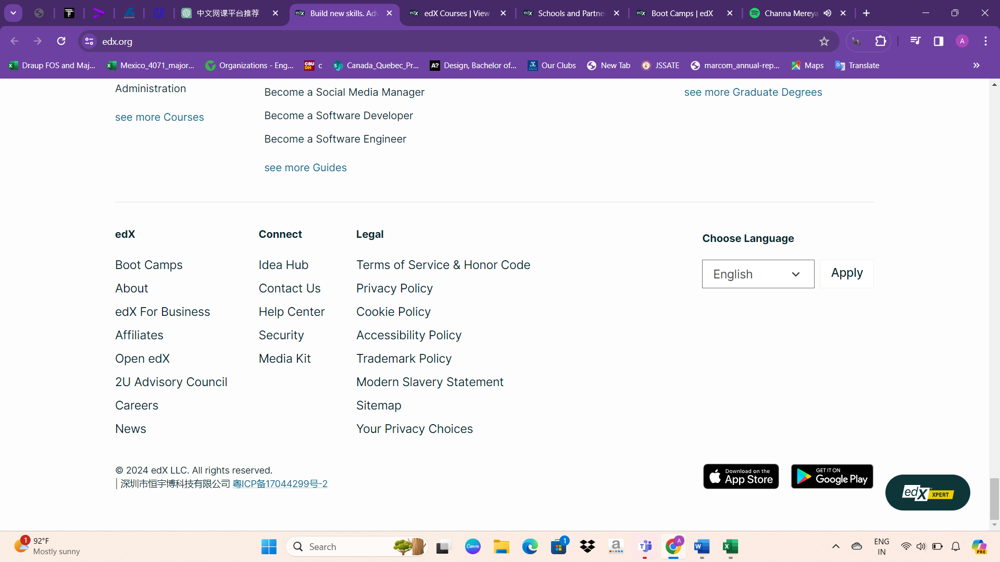 中文网课平台推荐
Build new skills. Adv
edX Courses | View
Schools and Partne
Boot Camps | edX
Channa Mereya
edx.org
A
Draup FOS and Maj...
Mexico_4071_major...
Organizations - Eng...
CSU DH
c
Canada_Quebec_Pr...
A?
Design, Bachelor of...
Our Clubs
New Tab
JSSATE
marcom_annual-rep...
Maps
Translate
Administration
see more Courses
Become a Social Media Manager
Become a Software Developer
Become a Software Engineer
see more Guides
see more Graduate Degrees
edX
Boot Camps
About
edX For Business
Affiliates
Open edX
2U Advisory Council
Careers
News
Connect
Idea Hub
Contact Us
Help Center
Security
Media Kit
Legal
Terms of Service & Honor Code
Privacy Policy
Cookie Policy
Accessibility Policy
Trademark Policy
Modern Slavery Statement
Sitemap
Your Privacy Choices
Choose Language
English
Apply
© 2024 edX LLC. All rights reserved.
| 深圳市恒宇博科技有限公司 粤ICP备17044299号-2
Download on the
App Store
GET IT ON
Google Play
edX XPERT
1
92°F
Mostly sunny
Search
Canva
1
a
A
W
X
ENG
IN
PRE